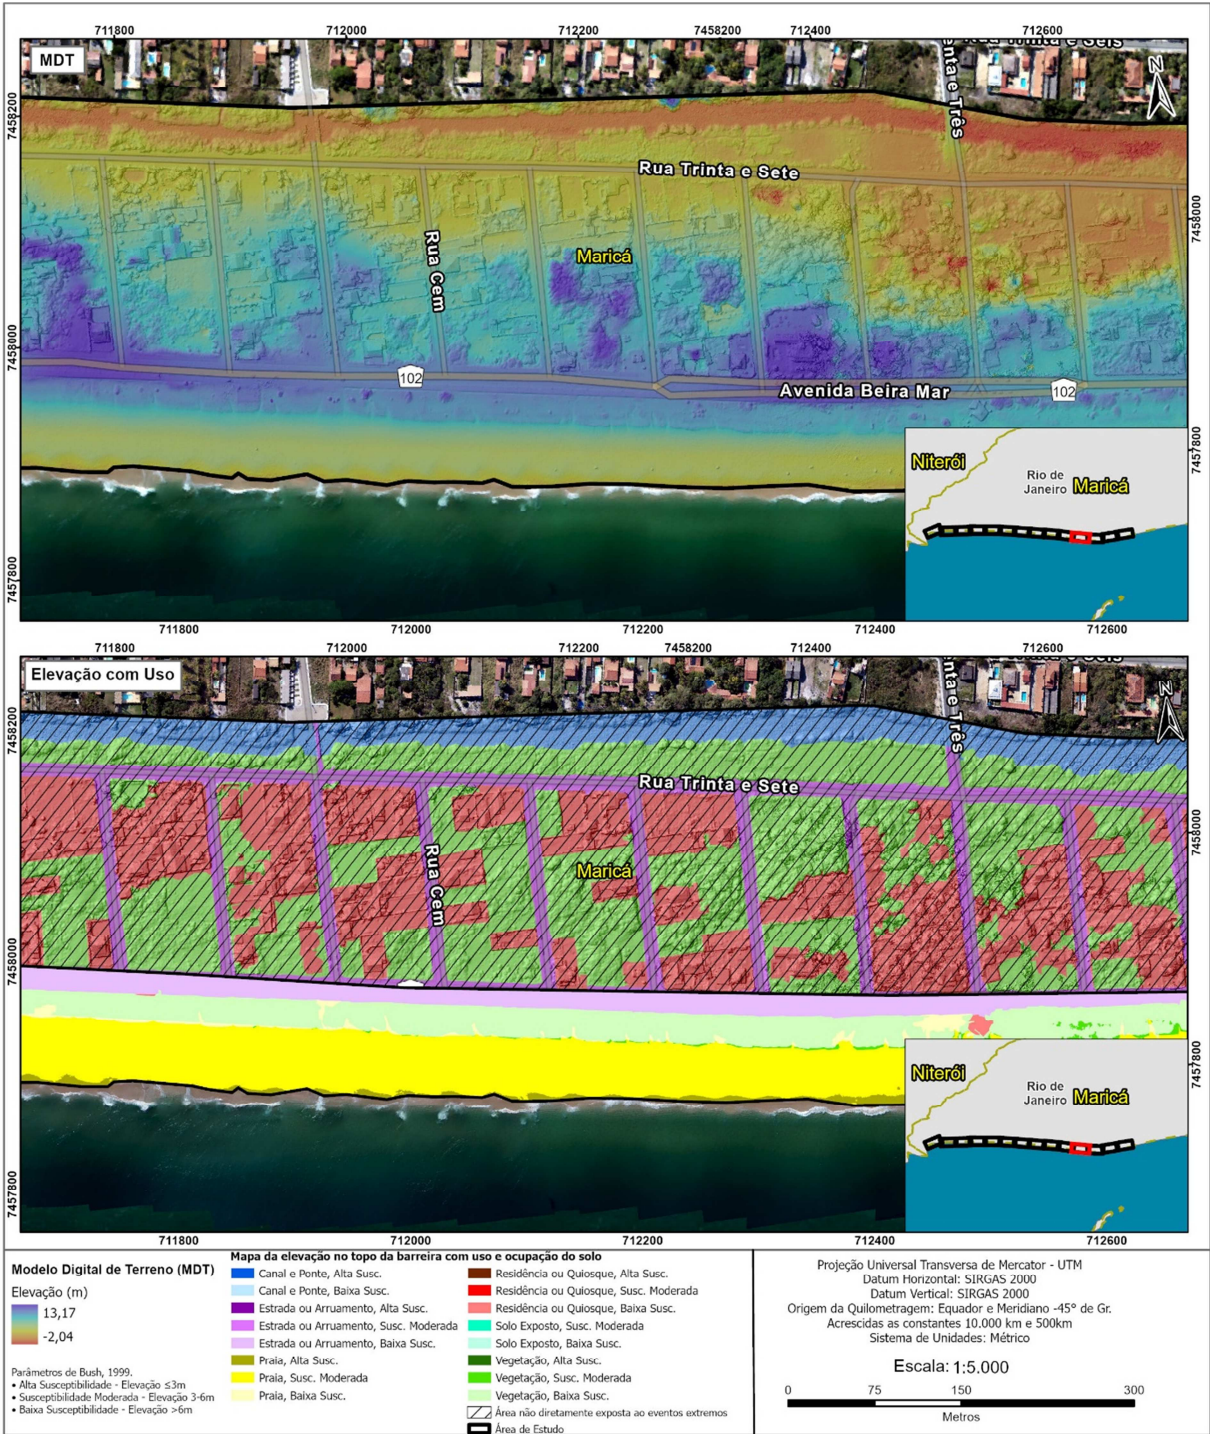 711800
712000
712200
7458200
712400
712600
MDT
Rua Trinta e Seis
enta e Três
N
7458200
Rua Trinta e Sete
7458000
Rua Cem
Maricá
7458000
102
Avenida Beira Mar
102
7457800
Niterói
Rio de
Janeiro
Maricá
7457800
711800
712000
712200
712400
712600
711800
712000
712200
7458200
712400
712600
Elevação com Uso
enta e Três
N
7458200
Rua Trinta e Sete
7458000
Rua Cem
Maricá
7458000
7457800
Niterói
Rio de
Janeiro
Maricá
7457800
711800
712000
712200
712400
712600
Modelo Digital de Terreno (MDT)
Elevação (m)
13,17
-2,04
Parâmetros de Bush, 1999.
• Alta Susceptibilidade - Elevação ≤3m
• Susceptibilidade Moderada - Elevação 3-6m
• Baixa Susceptibilidade - Elevação >6m
Mapa da elevação no topo da barreira com uso e ocupação do solo
Canal e Ponte, Alta Susc.
Canal e Ponte, Baixa Susc.
Estrada ou Arruamento, Alta Susc.
Estrada ou Arruamento, Susc. Moderada
Estrada ou Arruamento, Baixa Susc.
Praia, Alta Susc.
Praia, Susc. Moderada
Praia, Baixa Susc.
Residência ou Quiosque, Alta Susc.
Residência ou Quiosque, Susc. Moderada
Residência ou Quiosque, Baixa Susc.
Solo Exposto, Susc. Moderada
Solo Exposto, Baixa Susc.
Vegetação, Alta Susc.
Vegetação, Susc. Moderada
Vegetação, Baixa Susc.
Área não diretamente exposta ao eventos extremos
Área de Estudo
Projeção Universal Transversa de Mercator - UTM
Datum Horizontal: SIRGAS 2000
Datum Vertical: SIRGAS 2000
Origem da Quilometragem: Equador e Meridiano -45° de Gr.
Acrescidas as constantes 10.000 km e 500km
Sistema de Unidades: Métrico
Escala: 1:5.000
0 75 150 300
Metros